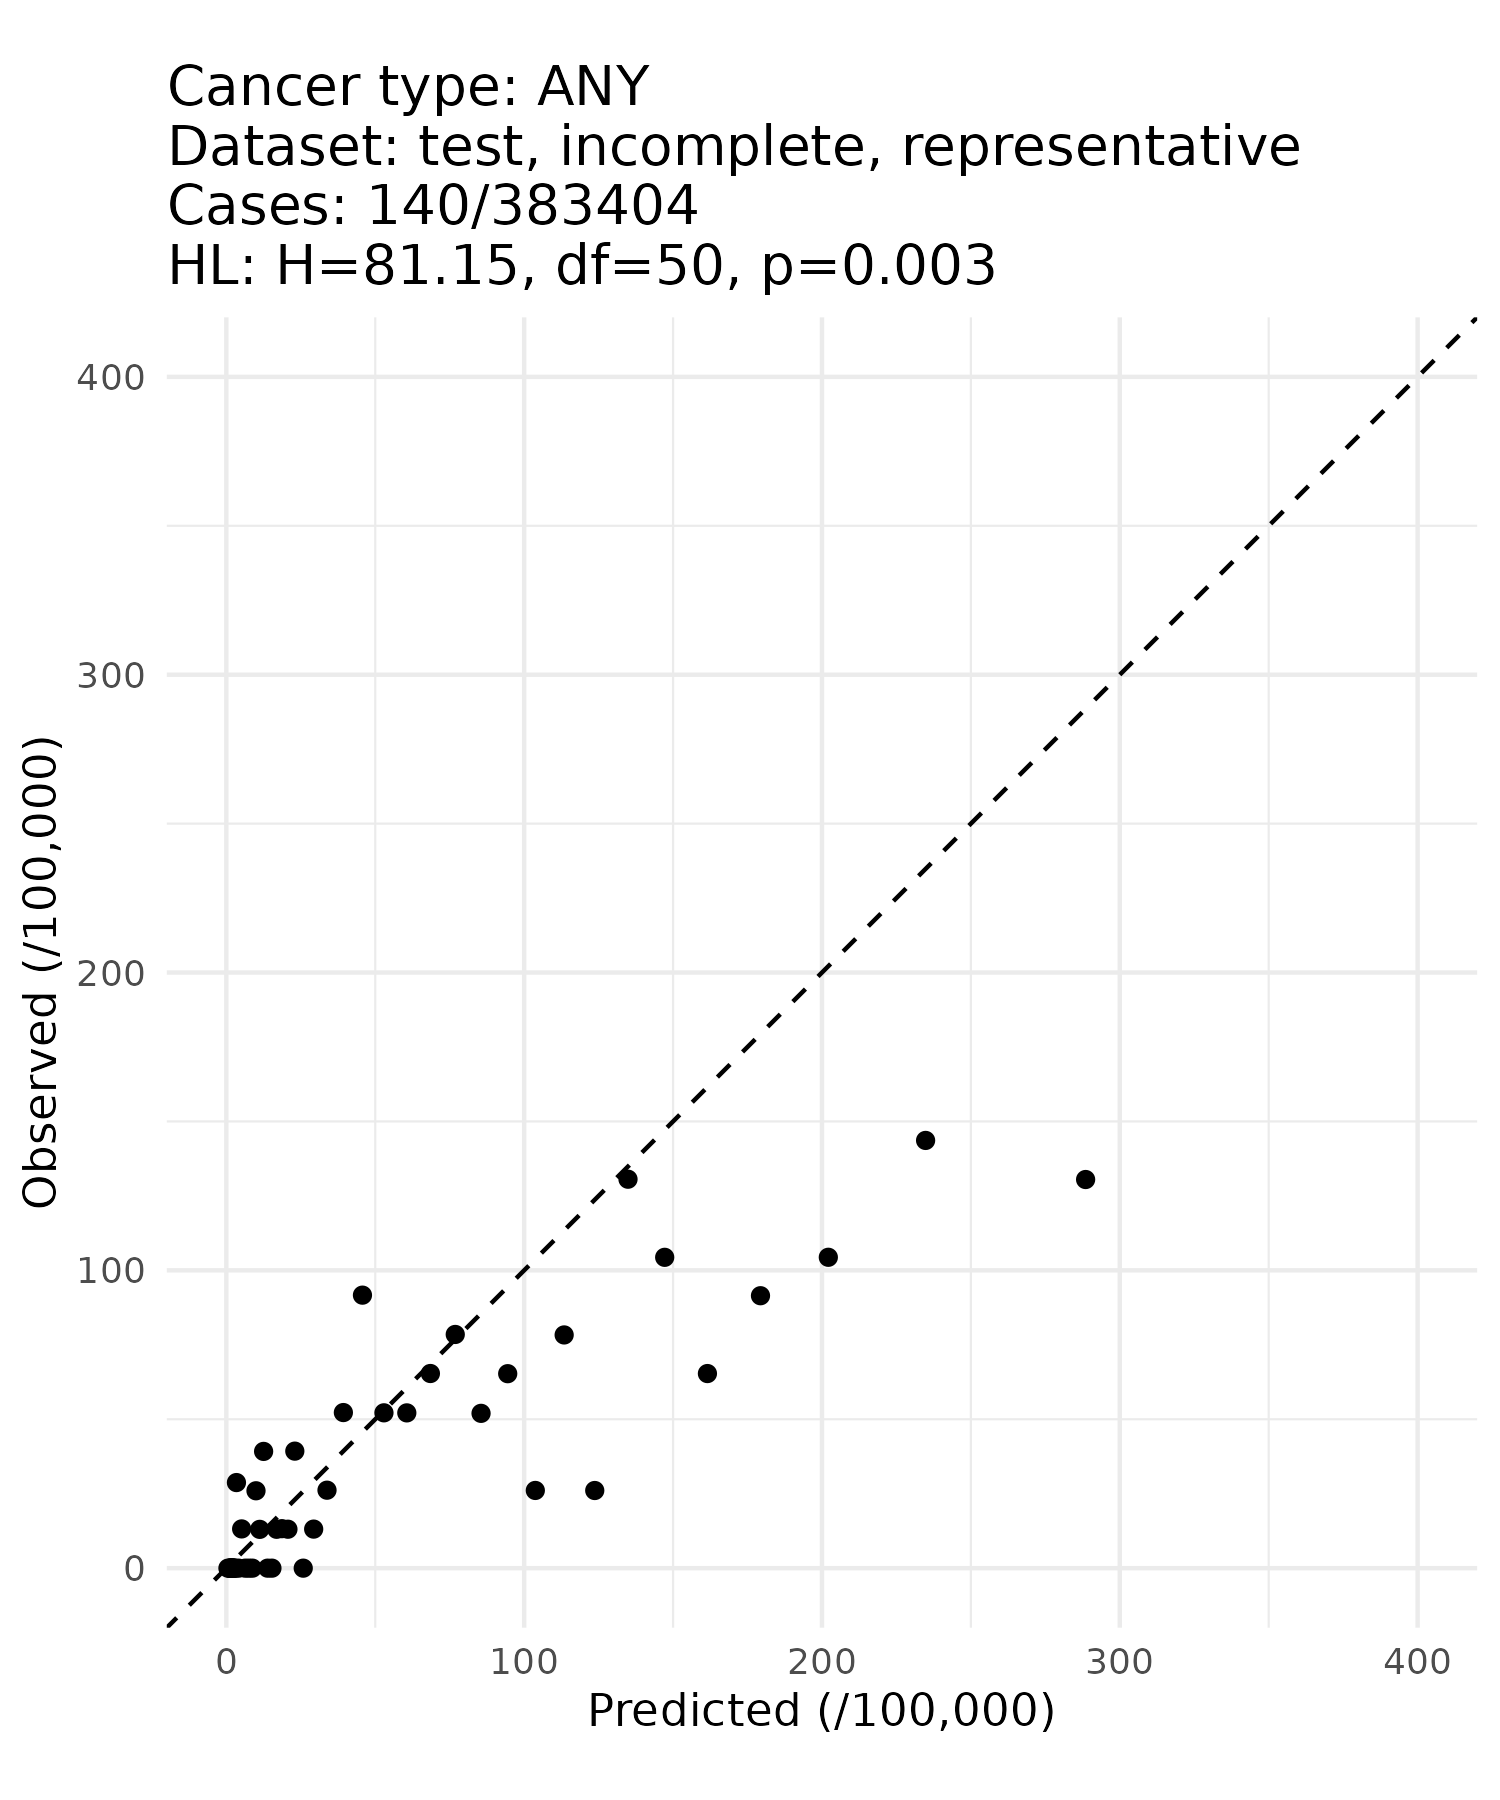 Cancer type: ANY
Dataset: test, incomplete, representative
Cases: 140/383404
HL: H=81.15, df=50, p=0.003
400
300
200
100
0
Observed (/100,000)
0 100 200 300 400
Predicted (/100,000)